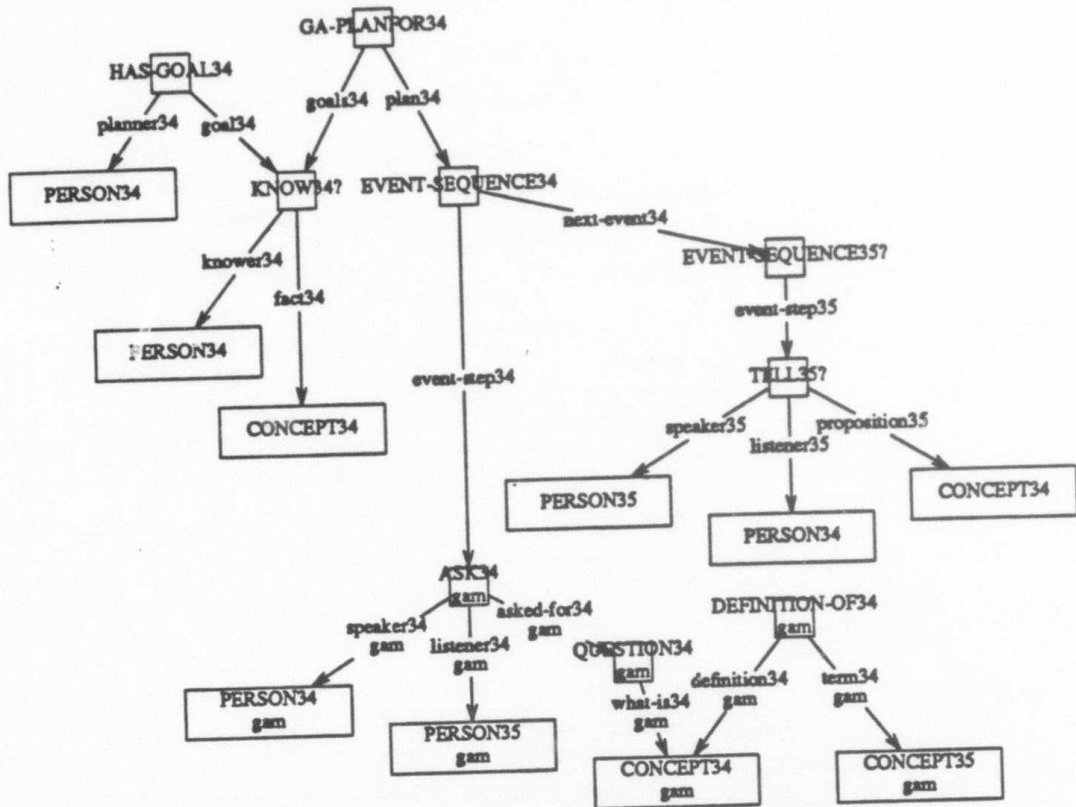 GA-PLANFOR34
HAS-GOAL34
goals34
plan34
planner34
goal34
PERSON34
KNOW34?
EVENT-SEQUENCE34
next-event34
EVENT-SEQUENCE35?
knower34
fact34
event-step35
PERSON34
event-step34
TELL35?
CONCEPT34
speaker35
listener35
proposition35
PERSON35
CONCEPT34
PERSON34
ASK34
gam
speaker34
gam
listener34
gam
asked-for34
gam
QUESTION34
gam
DEFINITION-OF34
gam
what-is34
gam
definition34
gam
term34
gam
PERSON34
gam
PERSON35
gam
CONCEPT34
gam
CONCEPT35
gam